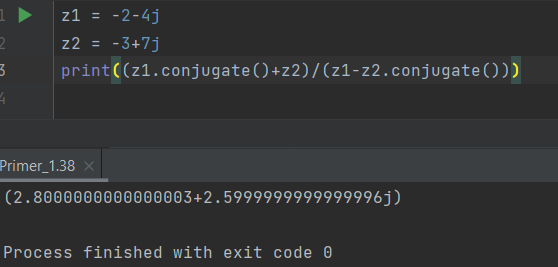 1 z1 = -2-4j
2 z2 = -3+7j
3 print((z1.conjugate()+z2)/(z1-z2.conjugate()))
4
Primer_1.38 ×
(2.8000000000000003+2.5999999999999996j)
Process finished with exit code 0